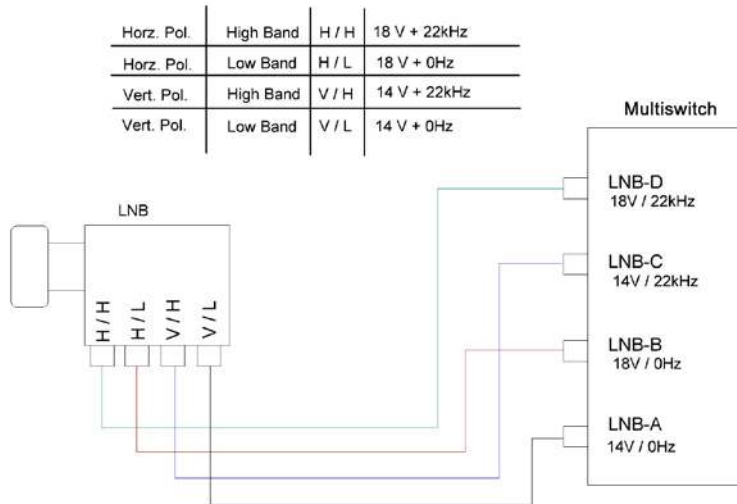 Horz. Pol. High Band H / H 18 V + 22kHz
Horz. Pol. Low Band H / L 18 V + 0Hz
Vert. Pol. High Band V / H 14 V + 22kHz
Vert. Pol. Low Band V / L 14 V + 0Hz
Multiswitch
LNB-D
18V / 22kHz
LNB
LNB-C
14V / 22kHz
H / H
H / L
V / H
V / L
LNB-B
18V / 0Hz
LNB-A
14V / 0Hz